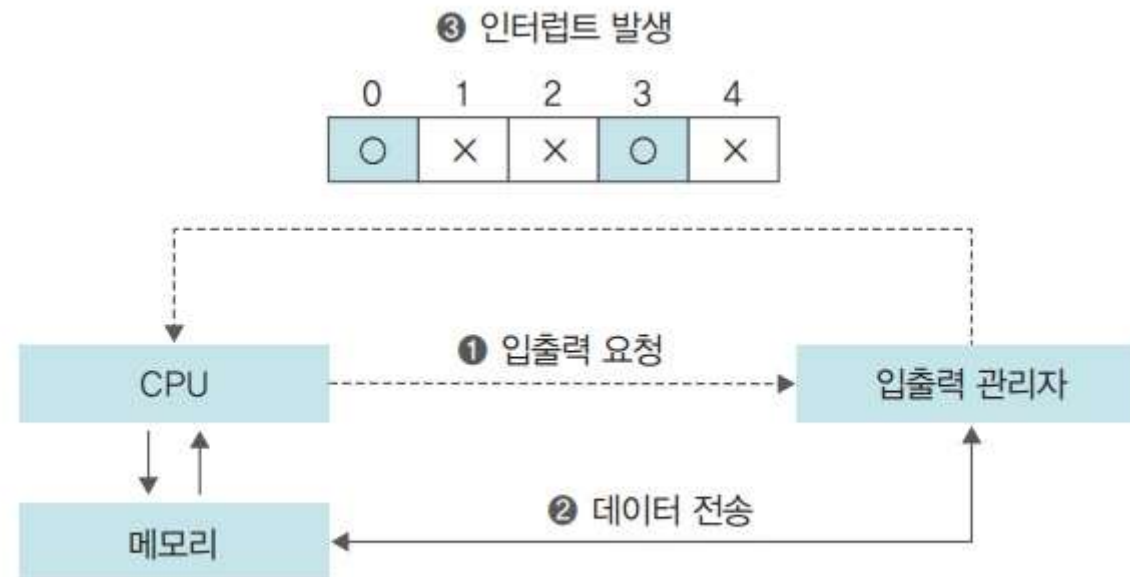 ❸ 인터럽트 발생
0 1 2 3 4
○ × × ○ ×
❶ 입출력 요청
CPU
입출력 관리자
❷ 데이터 전송
메모리